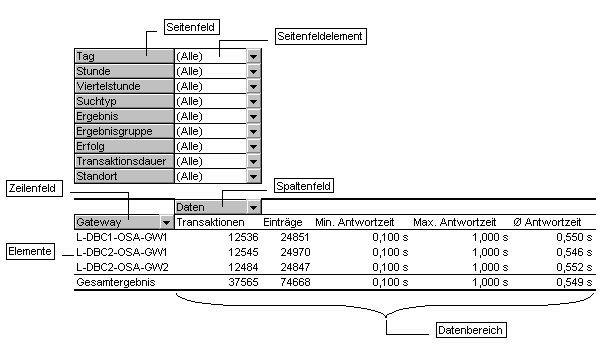 Seitenfeld
Seitenfeldelement
Tag (Alle)
Stunde (Alle)
Viertelstunde (Alle)
Suchtyp (Alle)
Ergebnis (Alle)
Ergebnisgruppe (Alle)
Erfolg (Alle)
Transaktionsdauer (Alle)
Standort (Alle)
Zeilenfeld
Spaltenfeld
Daten
Gateway Transaktionen Einträge Min. Antwortzeit Max. Antwortzeit Ø Antwortzeit
L-DBC1-OSA-GW1 12536 24851 0,100 s 1,000 s 0,550 s
Elemente
L-DBC2-OSA-GW1 12545 24970 0,100 s 1,000 s 0,546 s
L-DBC2-OSA-GW2 12484 24847 0,100 s 1,000 s 0,552 s
Gesamtergebnis 37565 74668 0,100 s 1,000 s 0,549 s
Datenbereich